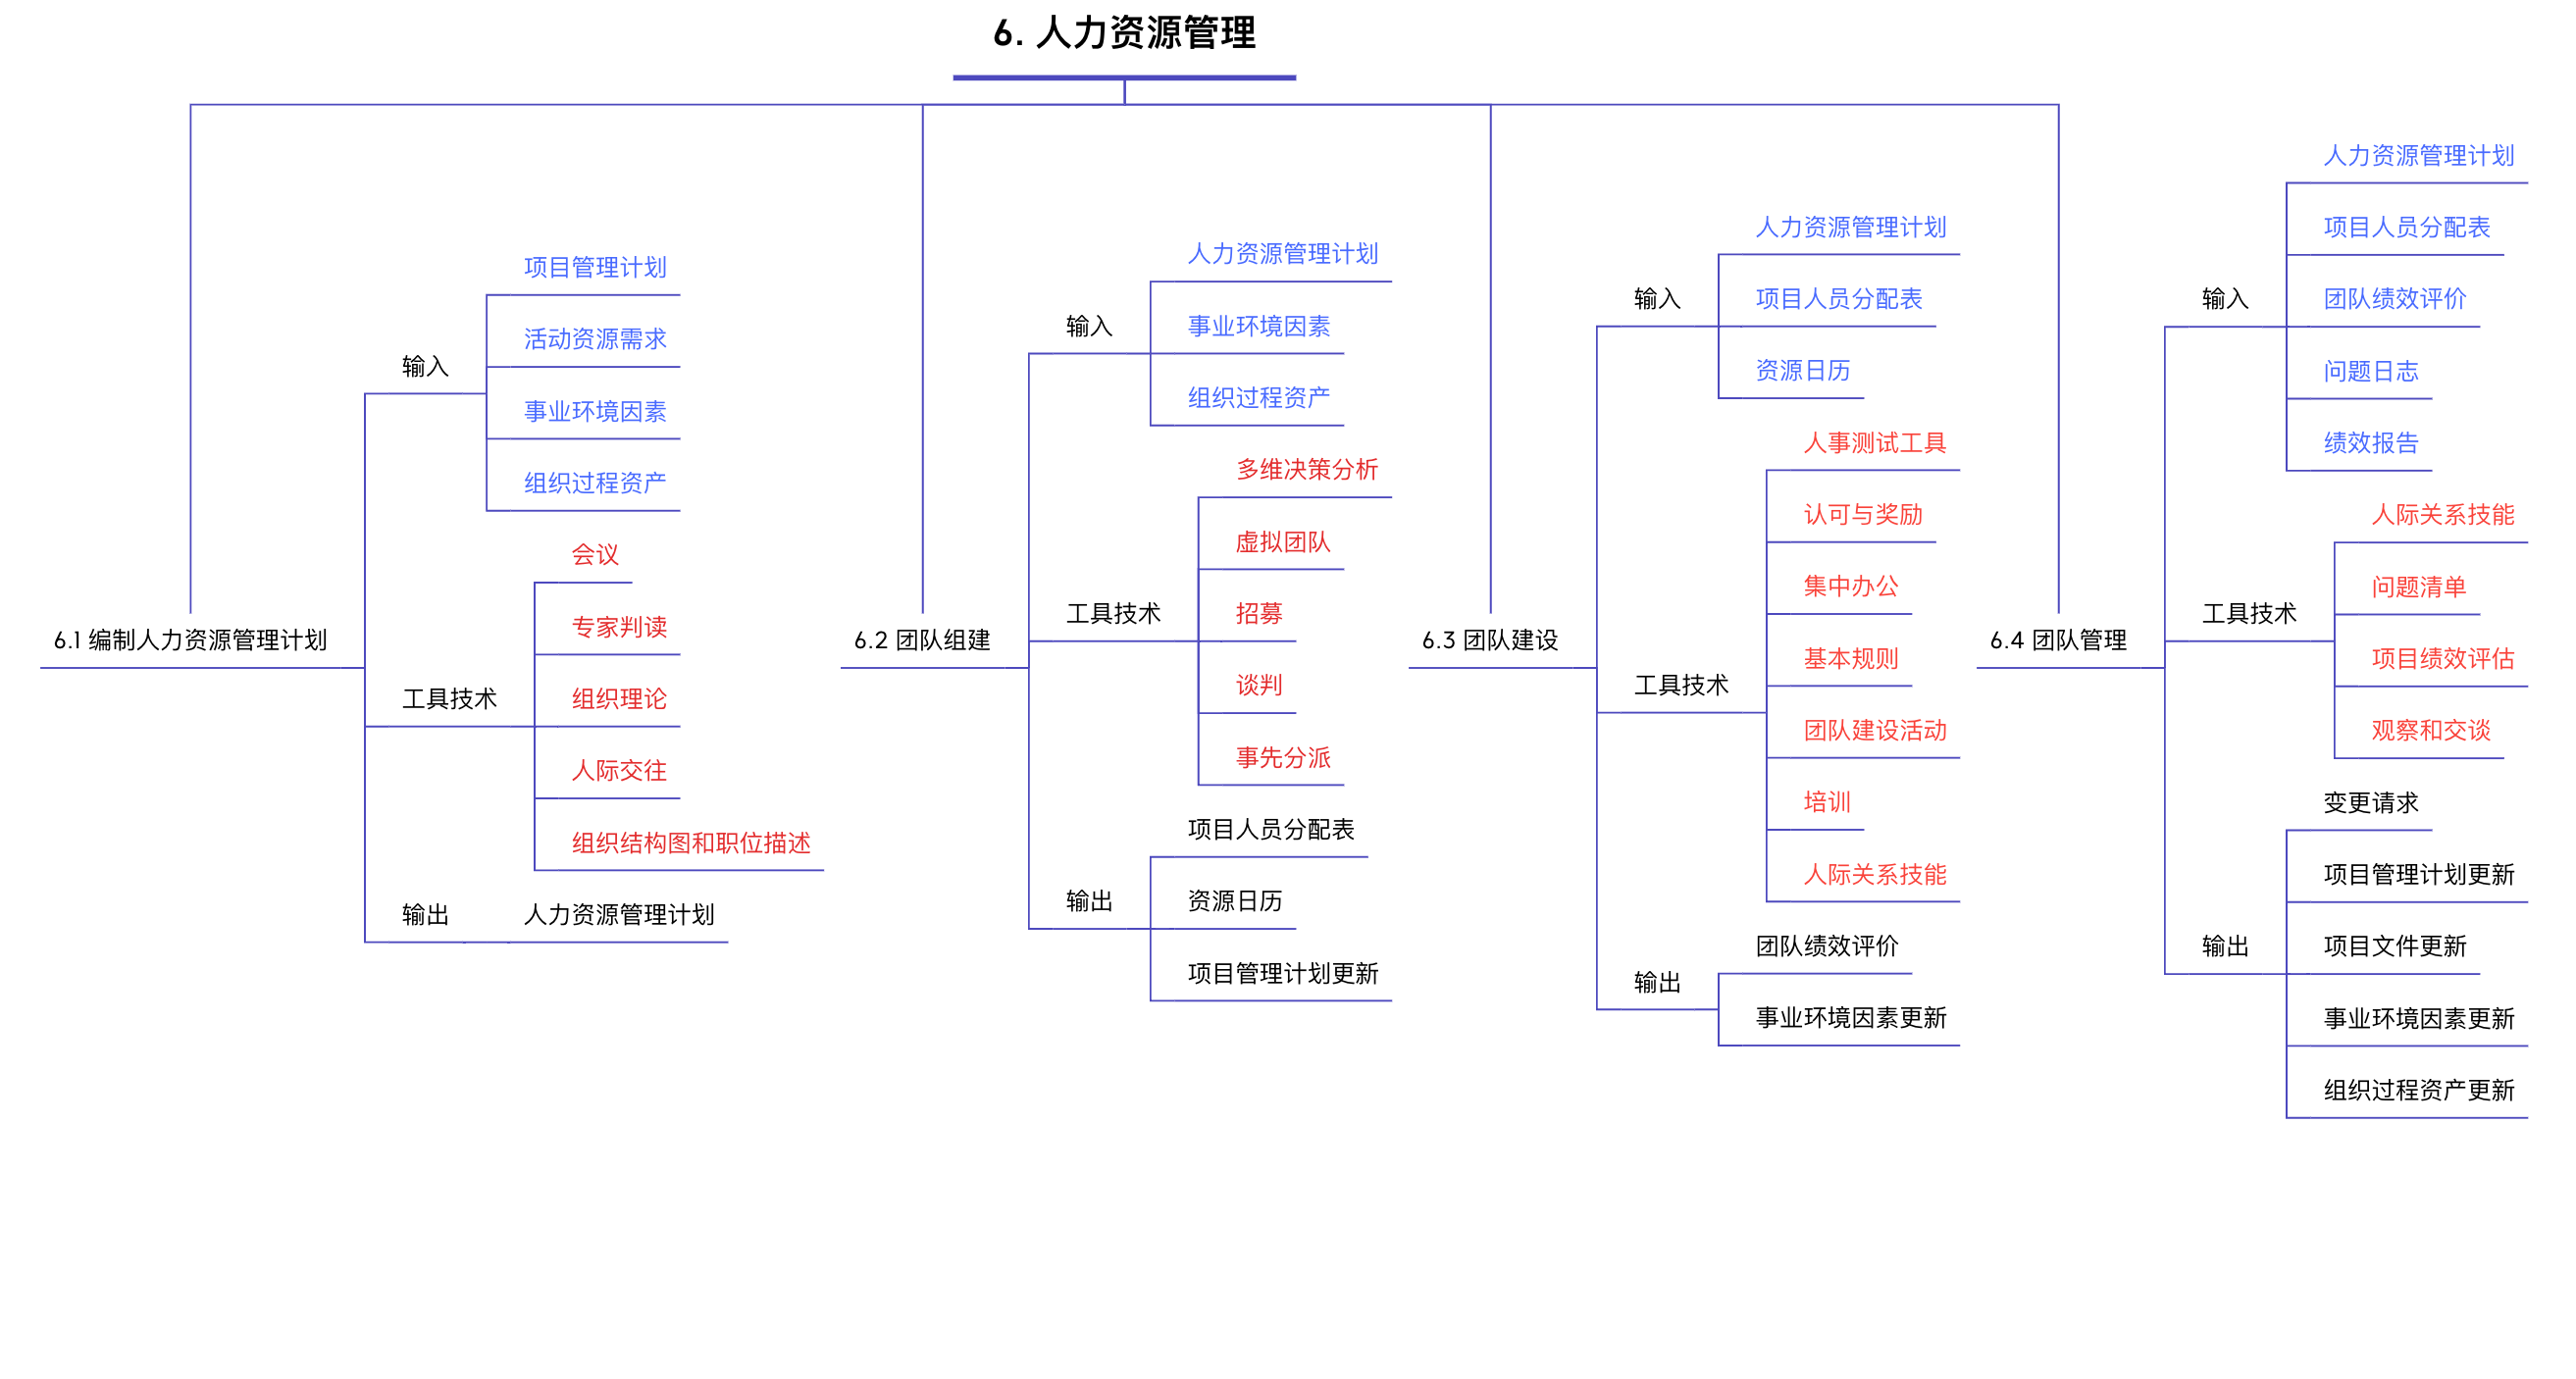 6. 人力资源管理
6.1 编制人力资源管理计划
输入
项目管理计划
活动资源需求
事业环境因素
组织过程资产
工具技术
会议
专家判读
组织理论
人际交往
组织结构图和职位描述
输出
人力资源管理计划
6.2 团队组建
输入
人力资源管理计划
事业环境因素
组织过程资产
工具技术
多维决策分析
虚拟团队
招募
谈判
事先分派
输出
项目人员分配表
资源日历
项目管理计划更新
6.3 团队建设
输入
人力资源管理计划
项目人员分配表
资源日历
工具技术
人事测试工具
认可与奖励
集中办公
基本规则
团队建设活动
培训
人际关系技能
输出
团队绩效评价
事业环境因素更新
6.4 团队管理
输入
人力资源管理计划
项目人员分配表
团队绩效评价
问题日志
绩效报告
工具技术
人际关系技能
问题清单
项目绩效评估
观察和交谈
输出
变更请求
项目管理计划更新
项目文件更新
事业环境因素更新
组织过程资产更新